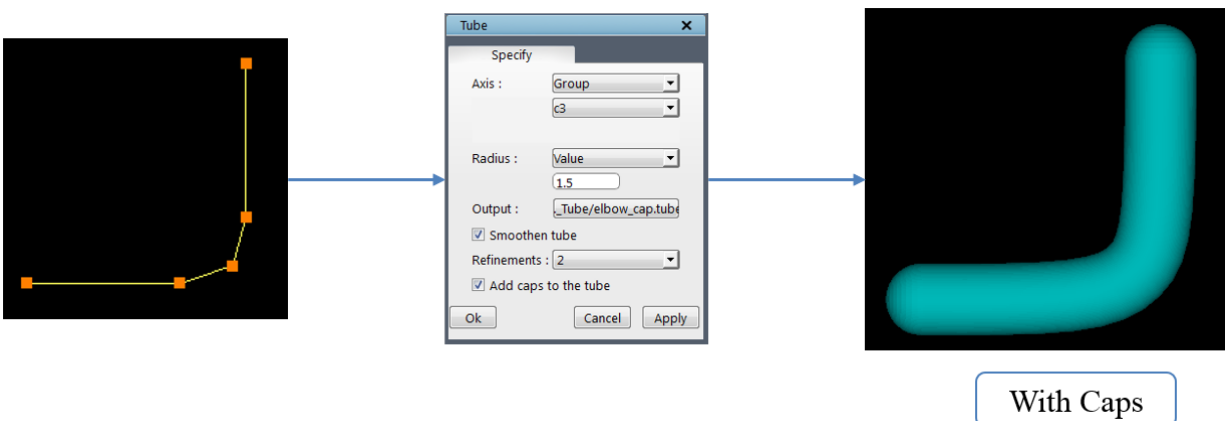 Tube
Specify
Axis : Group
c3
Radius : Value
1.5
Output : ._Tube/elbow_cap.tube
Smoothen tube
Refinements : 2
Add caps to the tube
Ok Cancel Apply
With Caps